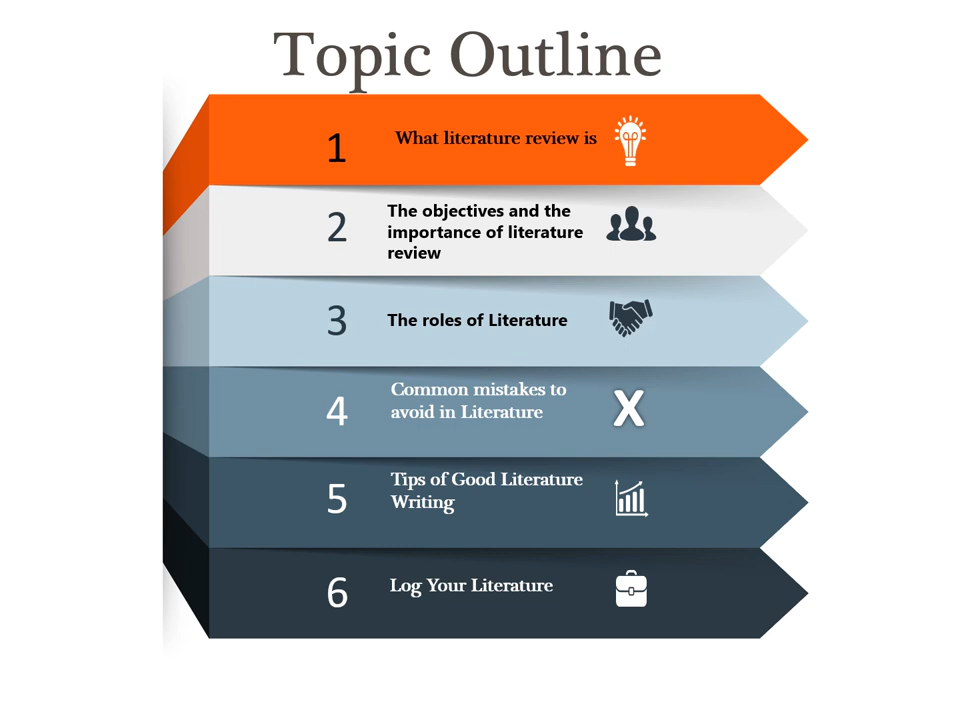 Topic Outline
1
What literature review is
2
The objectives and the
importance of literature
review
3
The roles of Literature
4
Common mistakes to
avoid in Literature
X
5
Tips of Good Literature
Writing
6
Log Your Literature